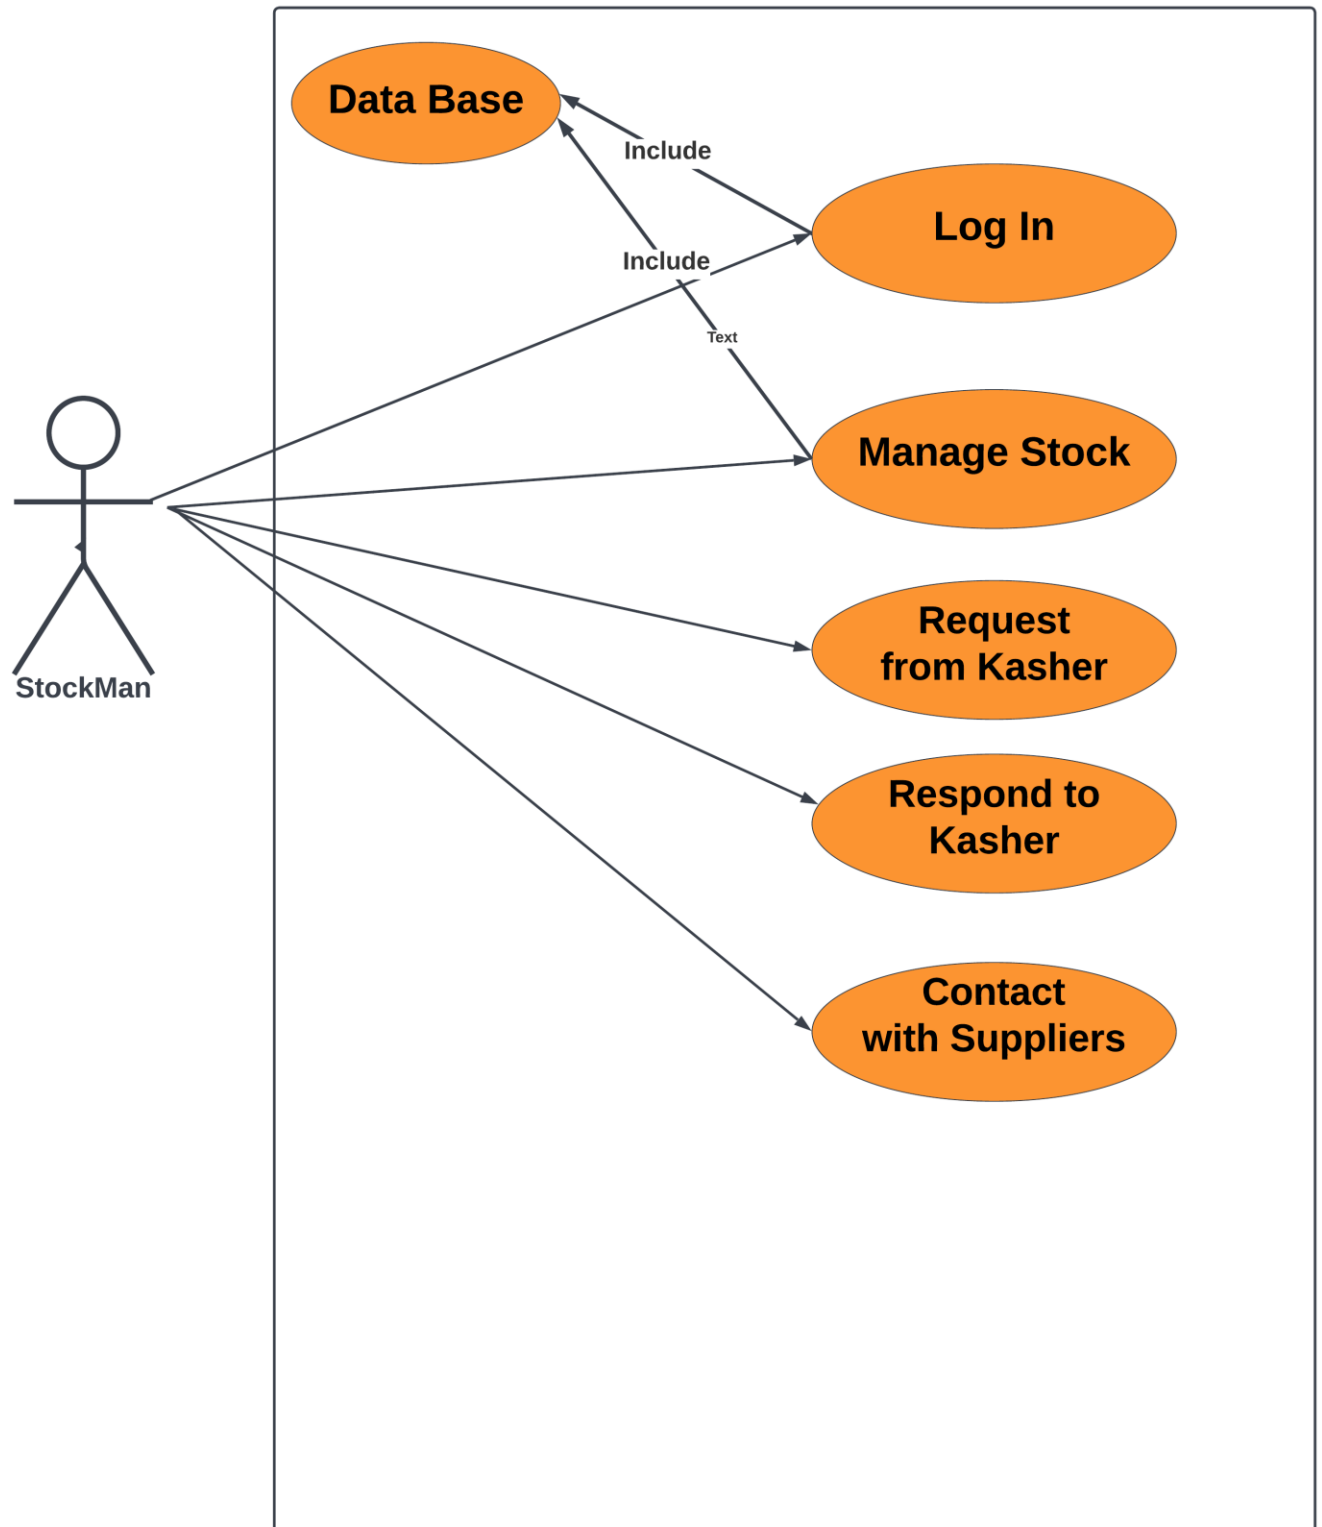 Data Base
Include
Log In
Include
Text
Manage Stock
Request
from Kasher
StockMan
Respond to
Kasher
Contact
with Suppliers